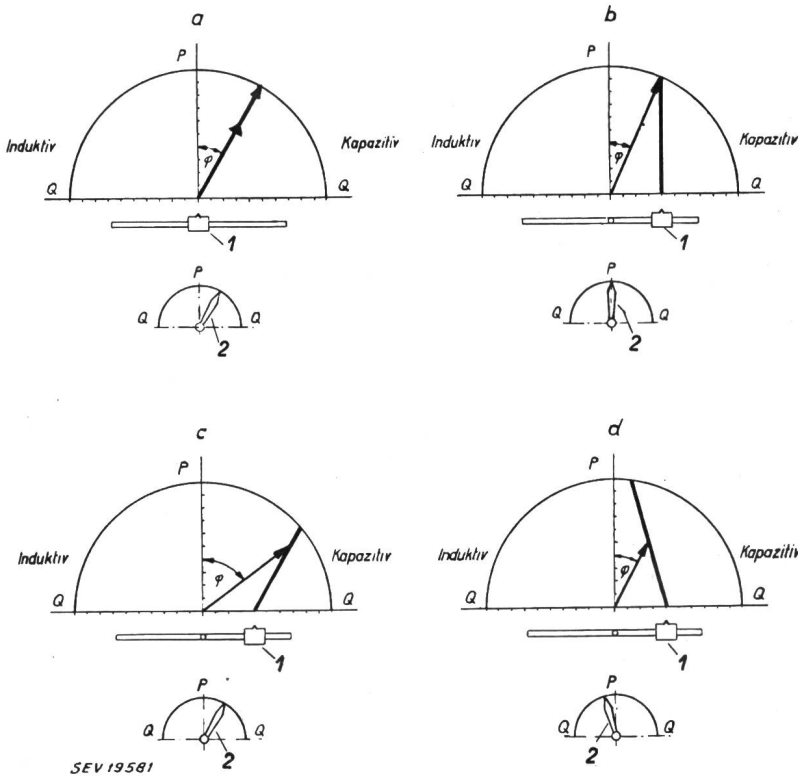 a
P
Induktiv
Kapazitiv
φ
Q
Q
1
P
Q
Q
2
b
P
Induktiv
Kapazitiv
φ
Q
Q
1
P
Q
Q
2
c
P
Induktiv
Kapazitiv
φ
Q
Q
1
P
Q
Q
2
d
P
Induktiv
Kapazitiv
φ
Q
Q
1
P
Q
Q
2
SEV 19581